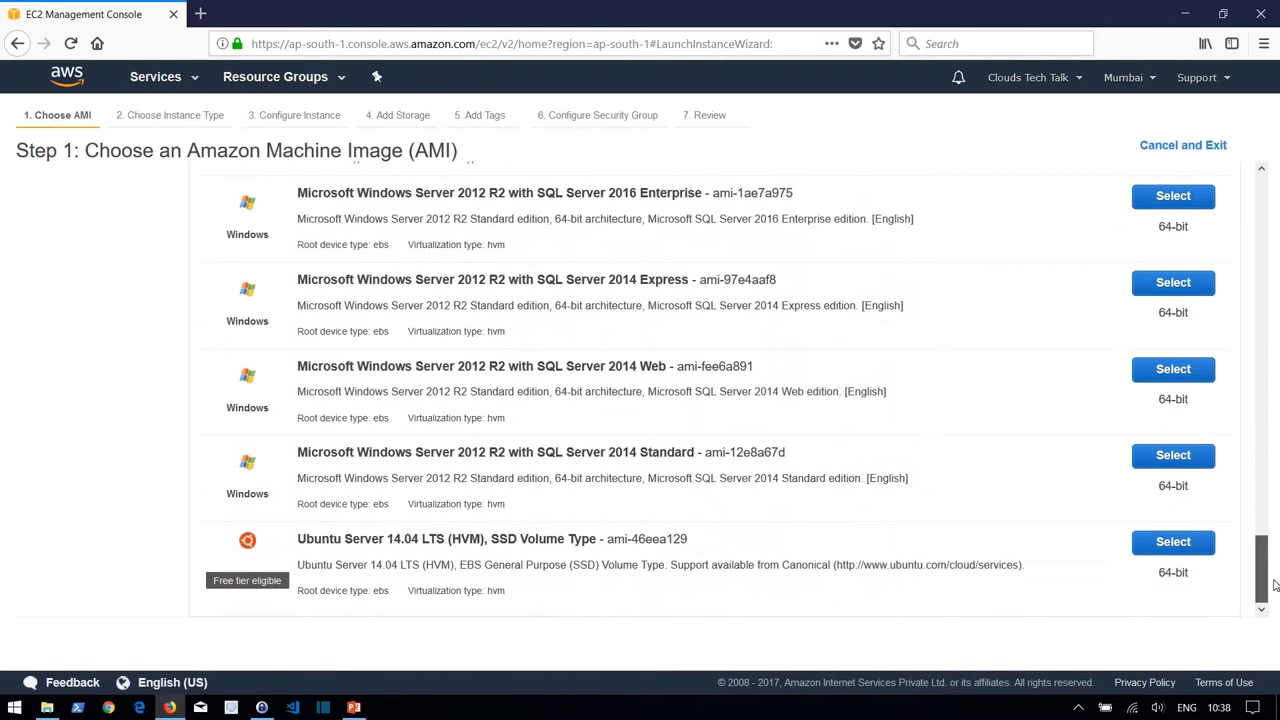 EC2 Management Console
https://ap-south-1.console.aws.amazon.com/ec2/v2/home?region=ap-south-1#LaunchInstanceWizard:
Search
aws
Services
Resource Groups
Clouds Tech Talk
Mumbai
Support
1. Choose AMI
2. Choose Instance Type
3. Configure Instance
4. Add Storage
5. Add Tags
6. Configure Security Group
7. Review
Step 1: Choose an Amazon Machine Image (AMI)
Cancel and Exit
Microsoft Windows Server 2012 R2 with SQL Server 2016 Enterprise - ami-1ae7a975
Select
Windows
Microsoft Windows Server 2012 R2 Standard edition, 64-bit architecture, Microsoft SQL Server 2016 Enterprise edition. [English]
64-bit
Root device type: ebs Virtualization type: hvm
Microsoft Windows Server 2012 R2 with SQL Server 2014 Express - ami-97e4aaf8
Select
Windows
Microsoft Windows Server 2012 R2 Standard edition, 64-bit architecture, Microsoft SQL Server 2014 Express edition. [English]
64-bit
Root device type: ebs Virtualization type: hvm
Microsoft Windows Server 2012 R2 with SQL Server 2014 Web - ami-fee6a891
Select
Windows
Microsoft Windows Server 2012 R2 Standard edition, 64-bit architecture, Microsoft SQL Server 2014 Web edition. [English]
64-bit
Root device type: ebs Virtualization type: hvm
Microsoft Windows Server 2012 R2 with SQL Server 2014 Standard - ami-12e8a67d
Select
Windows
Microsoft Windows Server 2012 R2 Standard edition, 64-bit architecture, Microsoft SQL Server 2014 Standard edition. [English]
64-bit
Root device type: ebs Virtualization type: hvm
Ubuntu Server 14.04 LTS (HVM), SSD Volume Type - ami-46eea129
Select
Free tier eligible
Ubuntu Server 14.04 LTS (HVM), EBS General Purpose (SSD) Volume Type. Support available from Canonical (http://www.ubuntu.com/cloud/services).
64-bit
Root device type: ebs Virtualization type: hvm
Feedback
English (US)
© 2008 - 2017, Amazon Internet Services Private Ltd. or its affiliates. All rights reserved.
Privacy Policy
Terms of Use
ENG
10:38